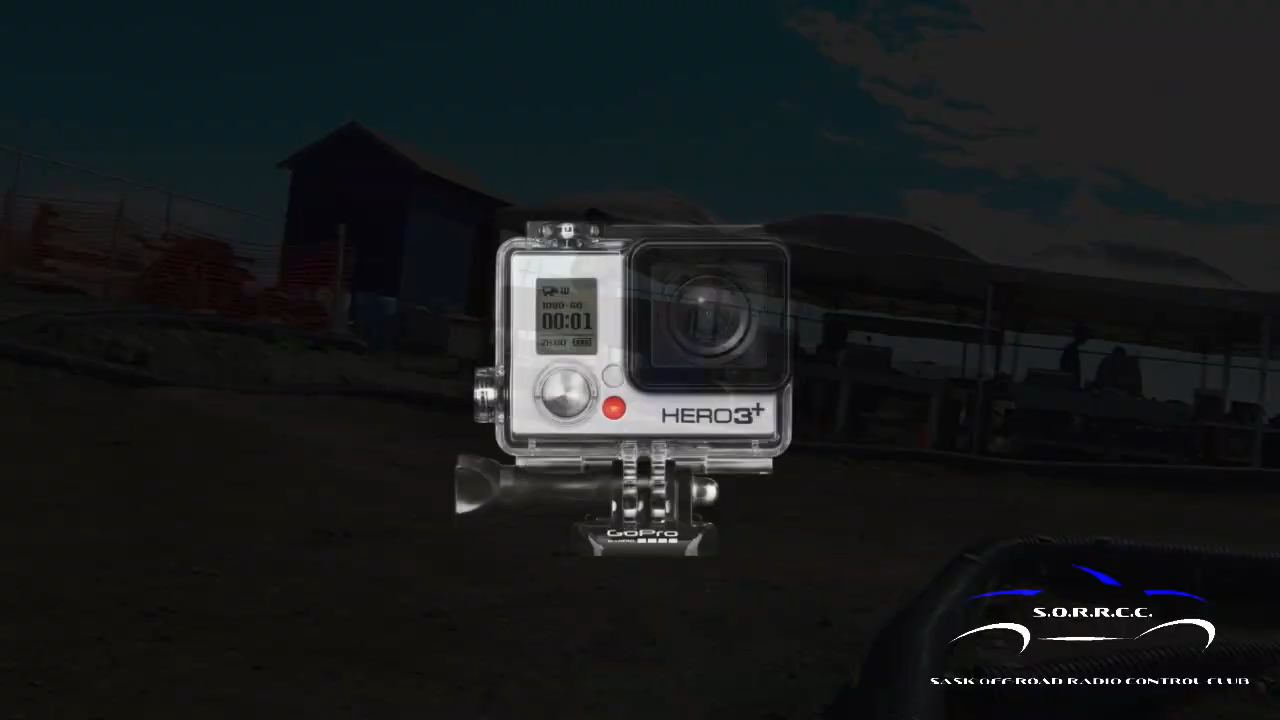 1080-60
00:01
HERO3+
GoPro
S.O.R.R.C.C.
SASK OFF ROAD RADIO CONTROL CLUB